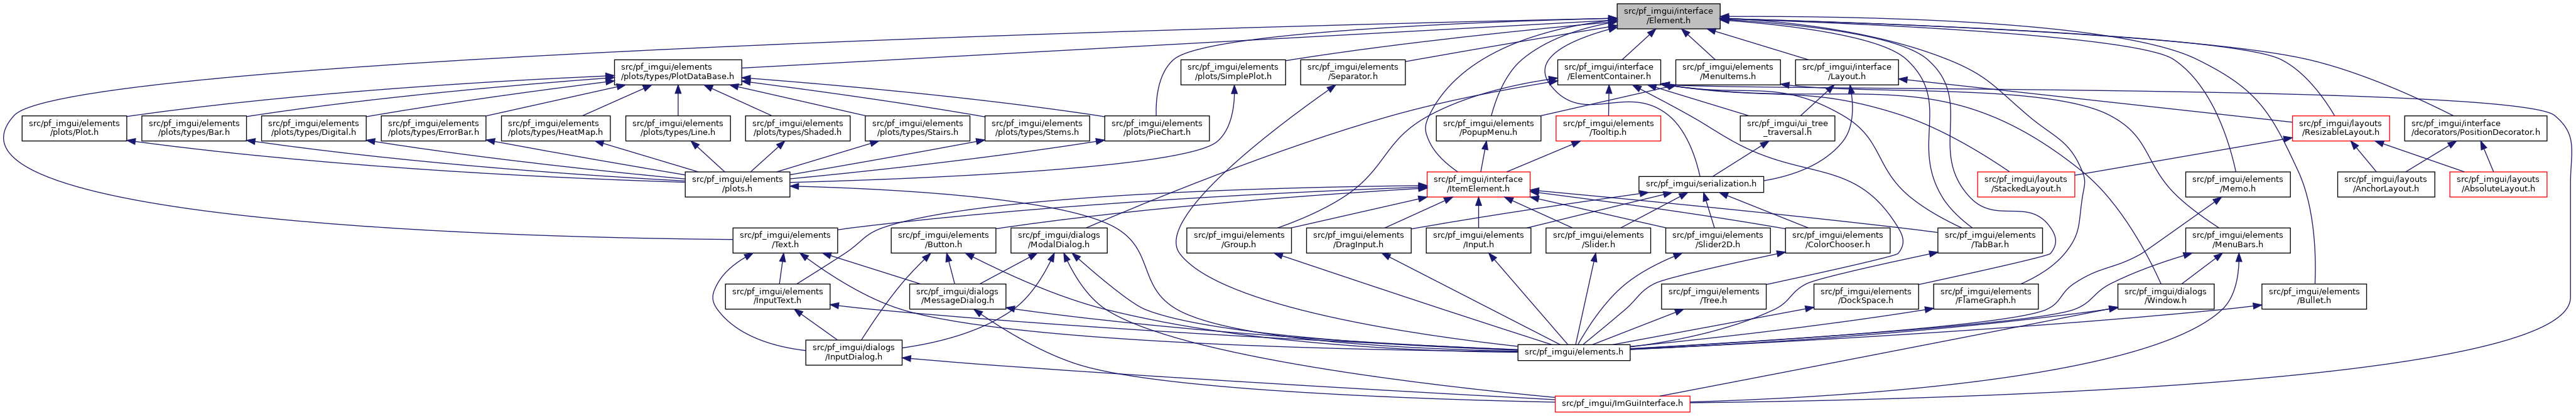 src/pf_imgui/interface
/Element.h
src/pf_imgui/elements
/plots/types/PlotDataBase.h
src/pf_imgui/elements
/plots/SimplePlot.h
src/pf_imgui/elements
/Separator.h
src/pf_imgui/interface
/ElementContainer.h
src/pf_imgui/elements
/MenuItems.h
src/pf_imgui/interface
/Layout.h
src/pf_imgui/elements
/plots/Plot.h
src/pf_imgui/elements
/plots/types/Bar.h
src/pf_imgui/elements
/plots/types/Digital.h
src/pf_imgui/elements
/plots/types/ErrorBar.h
src/pf_imgui/elements
/plots/types/HeatMap.h
src/pf_imgui/elements
/plots/types/Line.h
src/pf_imgui/elements
/plots/types/Shaded.h
src/pf_imgui/elements
/plots/types/Stairs.h
src/pf_imgui/elements
/plots/types/Stems.h
src/pf_imgui/elements
/plots/PieChart.h
src/pf_imgui/elements
/PopupMenu.h
src/pf_imgui/elements
/Tooltip.h
src/pf_imgui/ui_tree
_traversal.h
src/pf_imgui/layouts
/ResizableLayout.h
src/pf_imgui/interface
/decorators/PositionDecorator.h
src/pf_imgui/elements
/plots.h
src/pf_imgui/interface
/ItemElement.h
src/pf_imgui/serialization.h
src/pf_imgui/layouts
/StackedLayout.h
src/pf_imgui/elements
/Memo.h
src/pf_imgui/layouts
/AnchorLayout.h
src/pf_imgui/layouts
/AbsoluteLayout.h
src/pf_imgui/elements
/Text.h
src/pf_imgui/elements
/Button.h
src/pf_imgui/dialogs
/ModalDialog.h
src/pf_imgui/elements
/Group.h
src/pf_imgui/elements
/DragInput.h
src/pf_imgui/elements
/Input.h
src/pf_imgui/elements
/Slider.h
src/pf_imgui/elements
/Slider2D.h
src/pf_imgui/elements
/ColorChooser.h
src/pf_imgui/elements
/TabBar.h
src/pf_imgui/elements
/MenuBars.h
src/pf_imgui/elements
/InputText.h
src/pf_imgui/dialogs
/MessageDialog.h
src/pf_imgui/elements
/Tree.h
src/pf_imgui/elements
/DockSpace.h
src/pf_imgui/elements
/FlameGraph.h
src/pf_imgui/dialogs
/Window.h
src/pf_imgui/elements
/Bullet.h
src/pf_imgui/dialogs
/InputDialog.h
src/pf_imgui/elements.h
src/pf_imgui/ImGuiInterface.h